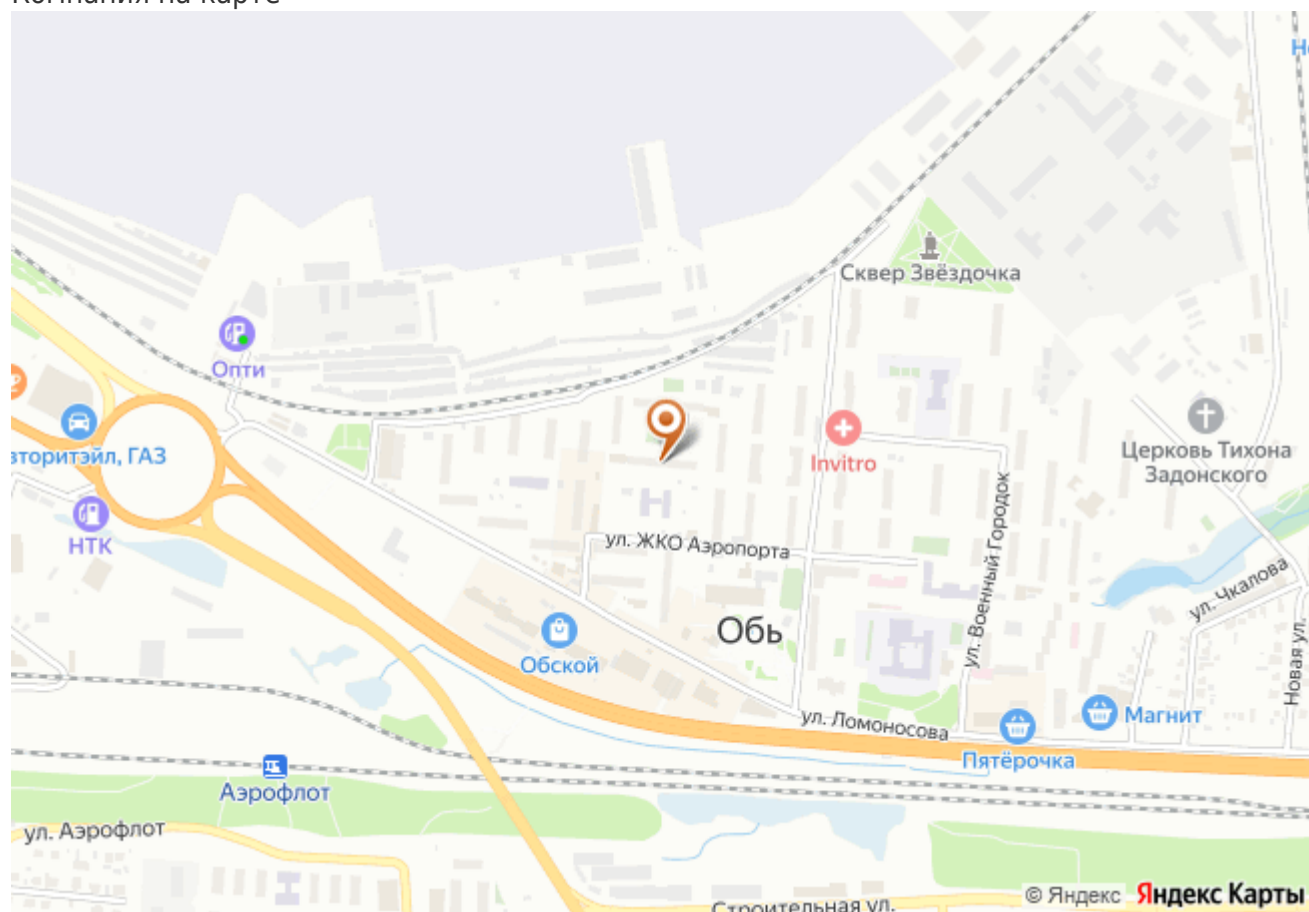 Компания на карте
Сквер Звёздочка
Опти
вторитэйл, ГАЗ
НТК
Invitro
Церковь Тихона
Задонского
ул. Военный Городок
ул. ЖКО Аэропорта
ул. Чкалова
Новая ул.
Обь
Обской
ул. Ломоносова
Магнит
Пятёрочка
Аэрофлот
ул. Аэрофлот
Строительная ул.
© Яндекс Яндекс Карты